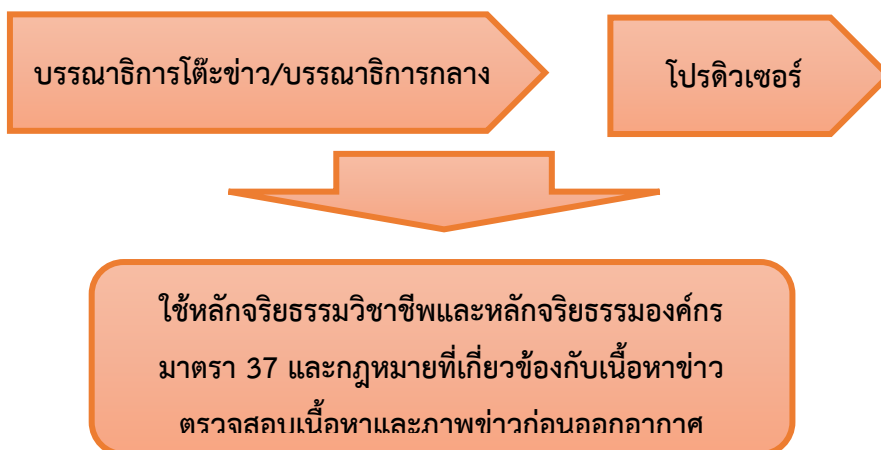 บรรณาธิการโต๊ะข่าว/บรรณาธิการกลาง
โปรดิวเซอร์
ใช้หลักจริยธรรมวิชาชีพและหลักจริยธรรมองค์กร
มาตรา 37 และกฎหมายที่เกี่ยวข้องกับเนื้อหาข่าว
ตรวจสอบเนื้อหาและภาพข่าวก่อนออกอากาศ